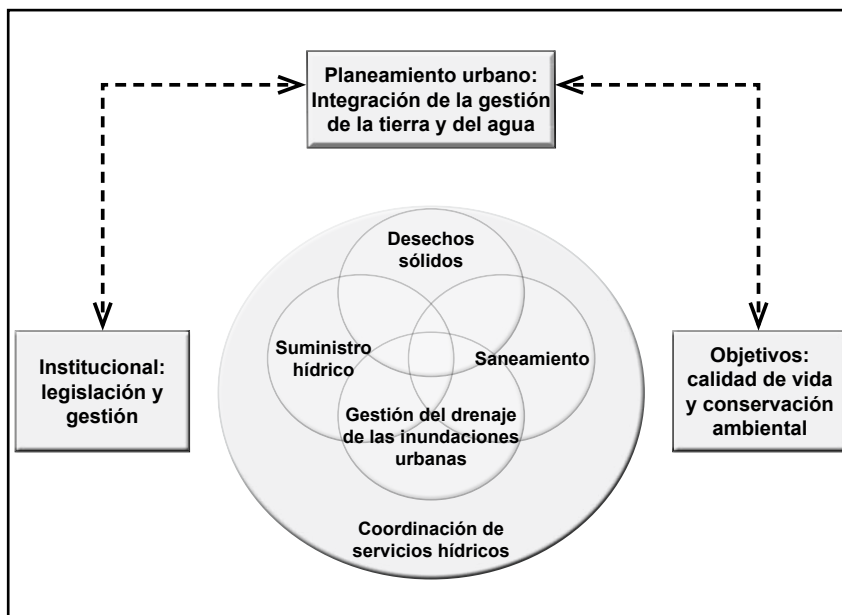 Planeamiento urbano:
Integración de la gestión
de la tierra y del agua
Desechos
sólidos
Suministro
hídrico
Saneamiento
Institucional:
legislación y
gestión
Objetivos:
calidad de vida
y conservación
ambiental
Gestión del drenaje
de las inundaciones
urbanas
Coordinación de
servicios hídricos